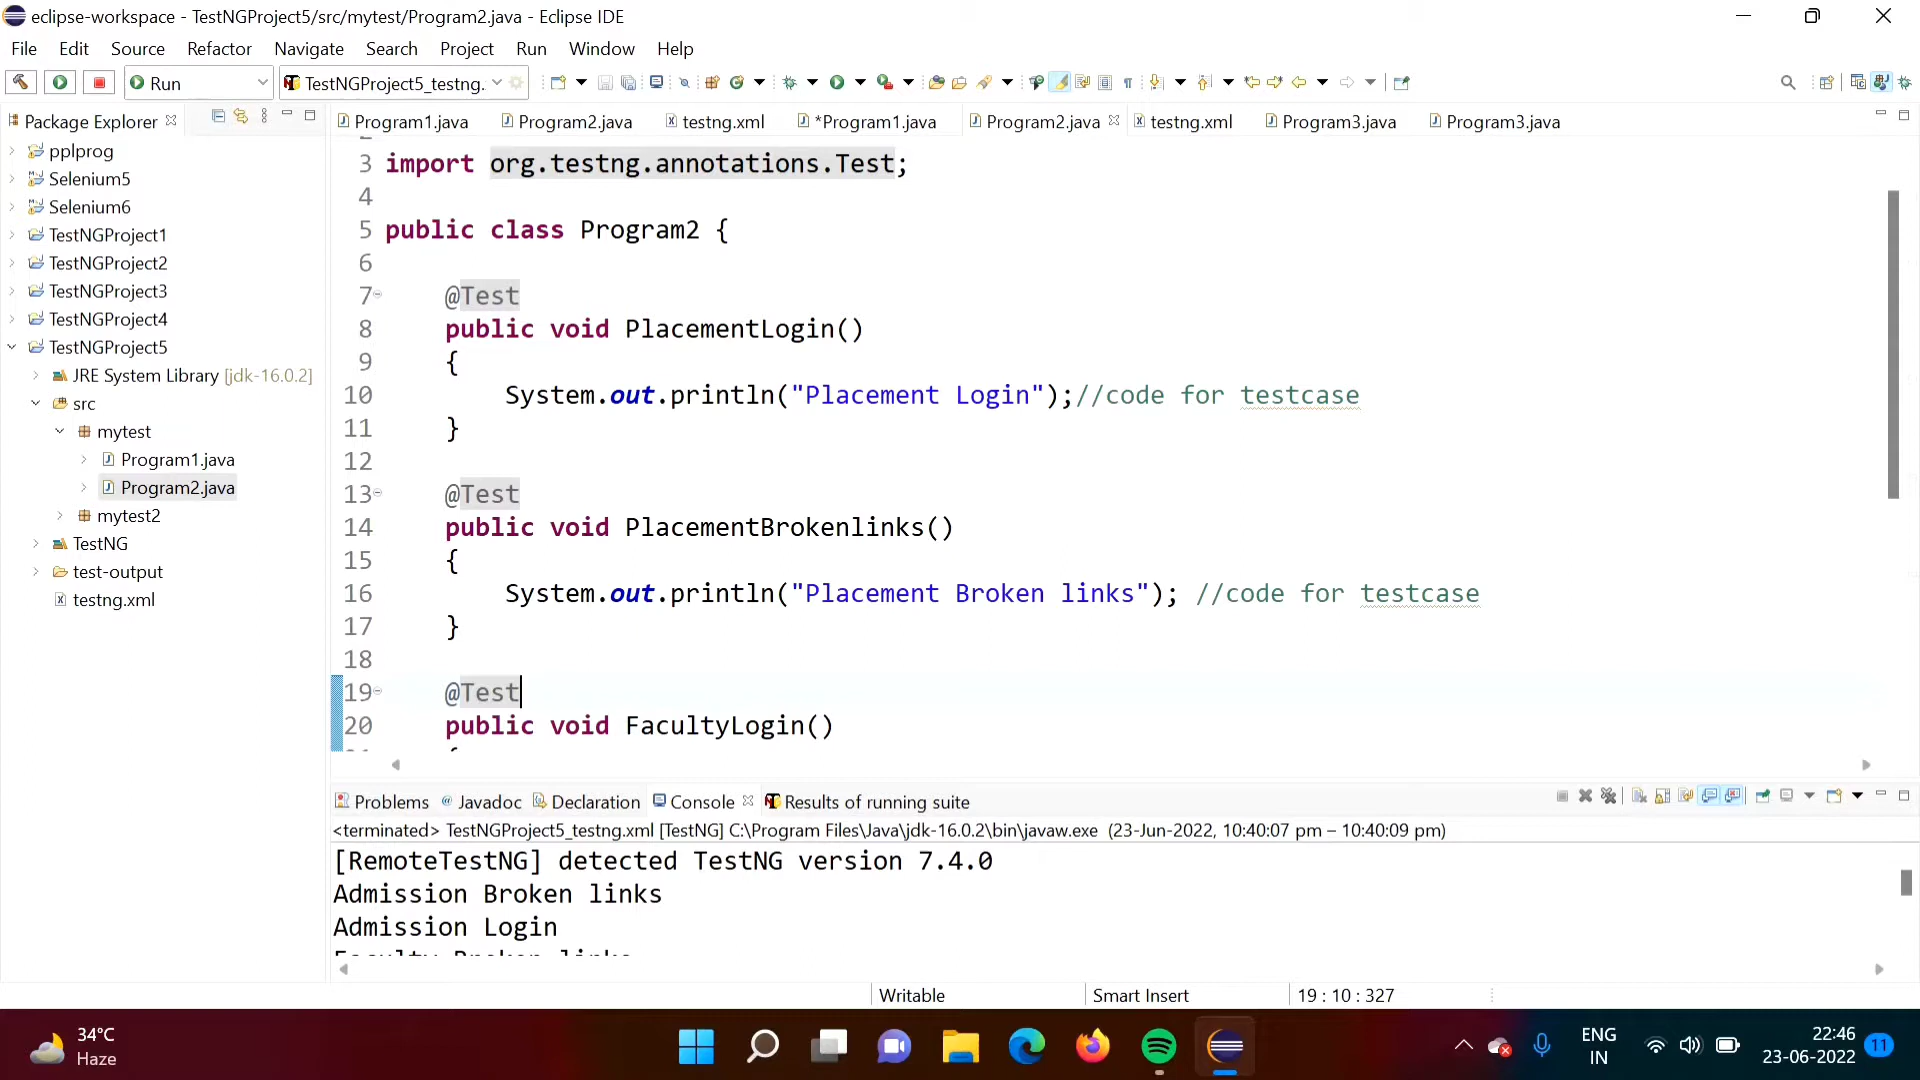 eclipse-workspace - TestNGProject5/src/mytest/Program2.java - Eclipse IDE
File Edit Source Refactor Navigate Search Project Run Window Help
Run TestNGProject5_testng.
Package Explorer
Program1.java Program2.java testng.xml *Program1.java Program2.java testng.xml Program3.java Program3.java
pplprog
Selenium5
Selenium6
TestNGProject1
TestNGProject2
TestNGProject3
TestNGProject4
TestNGProject5
JRE System Library [jdk-16.0.2]
src
mytest
Program1.java
Program2.java
mytest2
TestNG
test-output
testng.xml
3 import org.testng.annotations.Test;
4
5 public class Program2 {
6
7 @Test
8 public void PlacementLogin()
9 {
10 System.out.println("Placement Login");//code for testcase
11 }
12
13 @Test
14 public void PlacementBrokenlinks()
15 {
16 System.out.println("Placement Broken links"); //code for testcase
17 }
18
19 @Test
20 public void FacultyLogin()
Problems Javadoc Declaration Console Results of running suite
<terminated> TestNGProject5_testng.xml [TestNG] C:\Program Files\Java\jdk-16.0.2\bin\javaw.exe (23-Jun-2022, 10:40:07 pm – 10:40:09 pm)
[RemoteTestNG] detected TestNG version 7.4.0
Admission Broken links
Admission Login
Writable Smart Insert 19 : 10 : 327
34°C
Haze
ENG
IN
22:46
23-06-2022
11